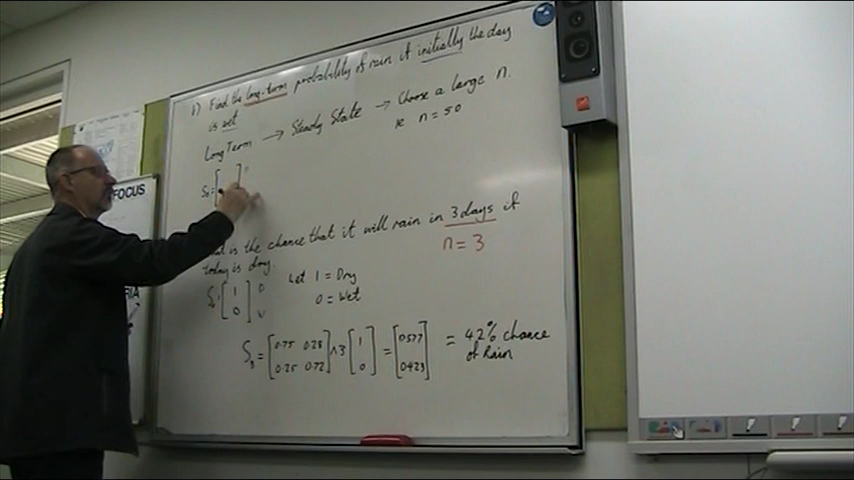 b) Find the long-term probability of rain if initially the day
is wet
Long Term → Steady State → Choose a large n.
ie n = 50
S₀ = [ ]
is the chance that it will rain in 3 days if
today is dry.
n = 3
S₀ = [1 0] D W
Let 1 = Dry
0 = Wet
S₃ = [0.75 0.28 0.25 0.72] ^3 [1 0] = [0.577 0.423] = 42% chance
of Rain
FOCUS